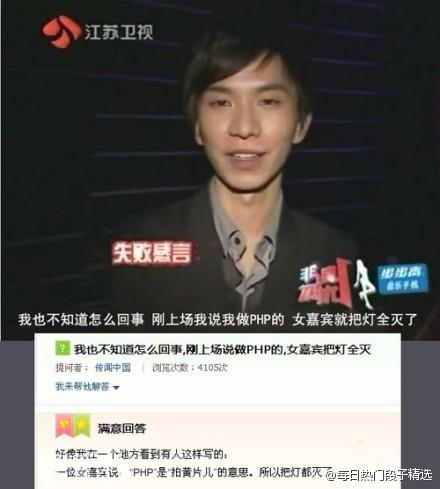 江苏卫视
失败感言
非诚勿扰
步步高
音乐手机
我也不知道怎么回事 刚上场我说我做PHP的 女嘉宾就把灯全灭了
? 我也不知道怎么回事,刚上场说做PHP的,女嘉宾把灯全灭
提问者: 传闻中国 | 浏览次数: 4105次
我来帮他解答
满意回答
好像我在一个地方看到有人这样写的:
一位女嘉宾说, "PHP"是"拍黄片儿"的意思。所以把灯都灭了
@每日热门段子精选